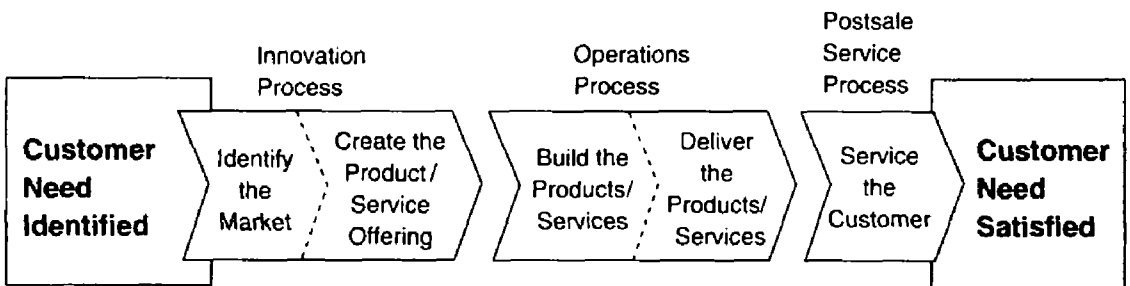 Innovation
Process
Operations
Process
Postsale
Service
Process
Customer
Need
Identified
Identify
the
Market
Create the
Product/
Service
Offering
Build the
Products/
Services
Deliver
the
Products/
Services
Service
the
Customer
Customer
Need
Satisfied